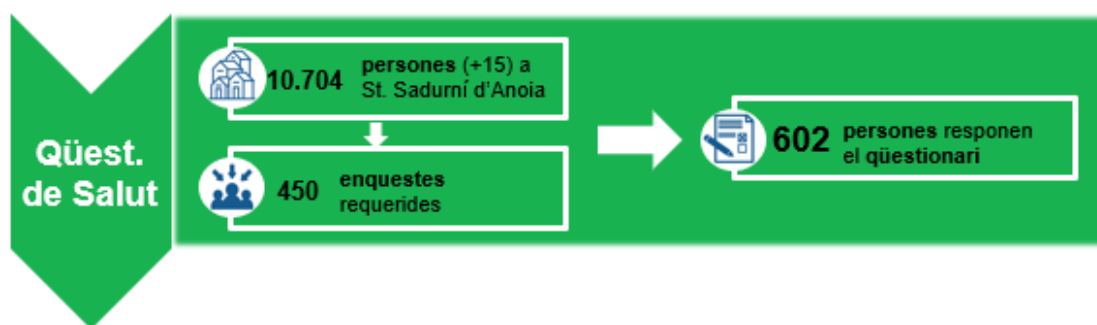 Qüest.
de Salut
10.704 persones (+15) a
St. Sadurní d'Anoia
450 enquestes
requerides
602 persones responen
el qüestionari